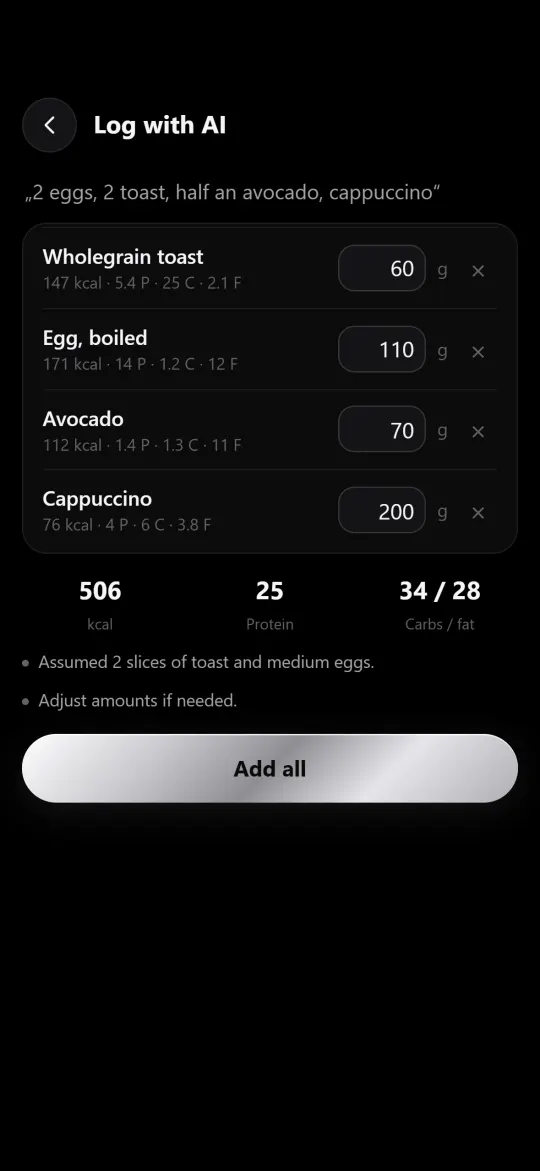 Log with AI
„2 eggs, 2 toast, half an avocado, cappuccino“
Wholegrain toast
147 kcal · 5.4 P · 25 C · 2.1 F
60 g ×
Egg, boiled
171 kcal · 14 P · 1.2 C · 12 F
110 g ×
Avocado
112 kcal · 1.4 P · 1.3 C · 11 F
70 g ×
Cappuccino
76 kcal · 4 P · 6 C · 3.8 F
200 g ×
506 25 34 / 28
kcal Protein Carbs / fat
• Assumed 2 slices of toast and medium eggs.
• Adjust amounts if needed.
Add all